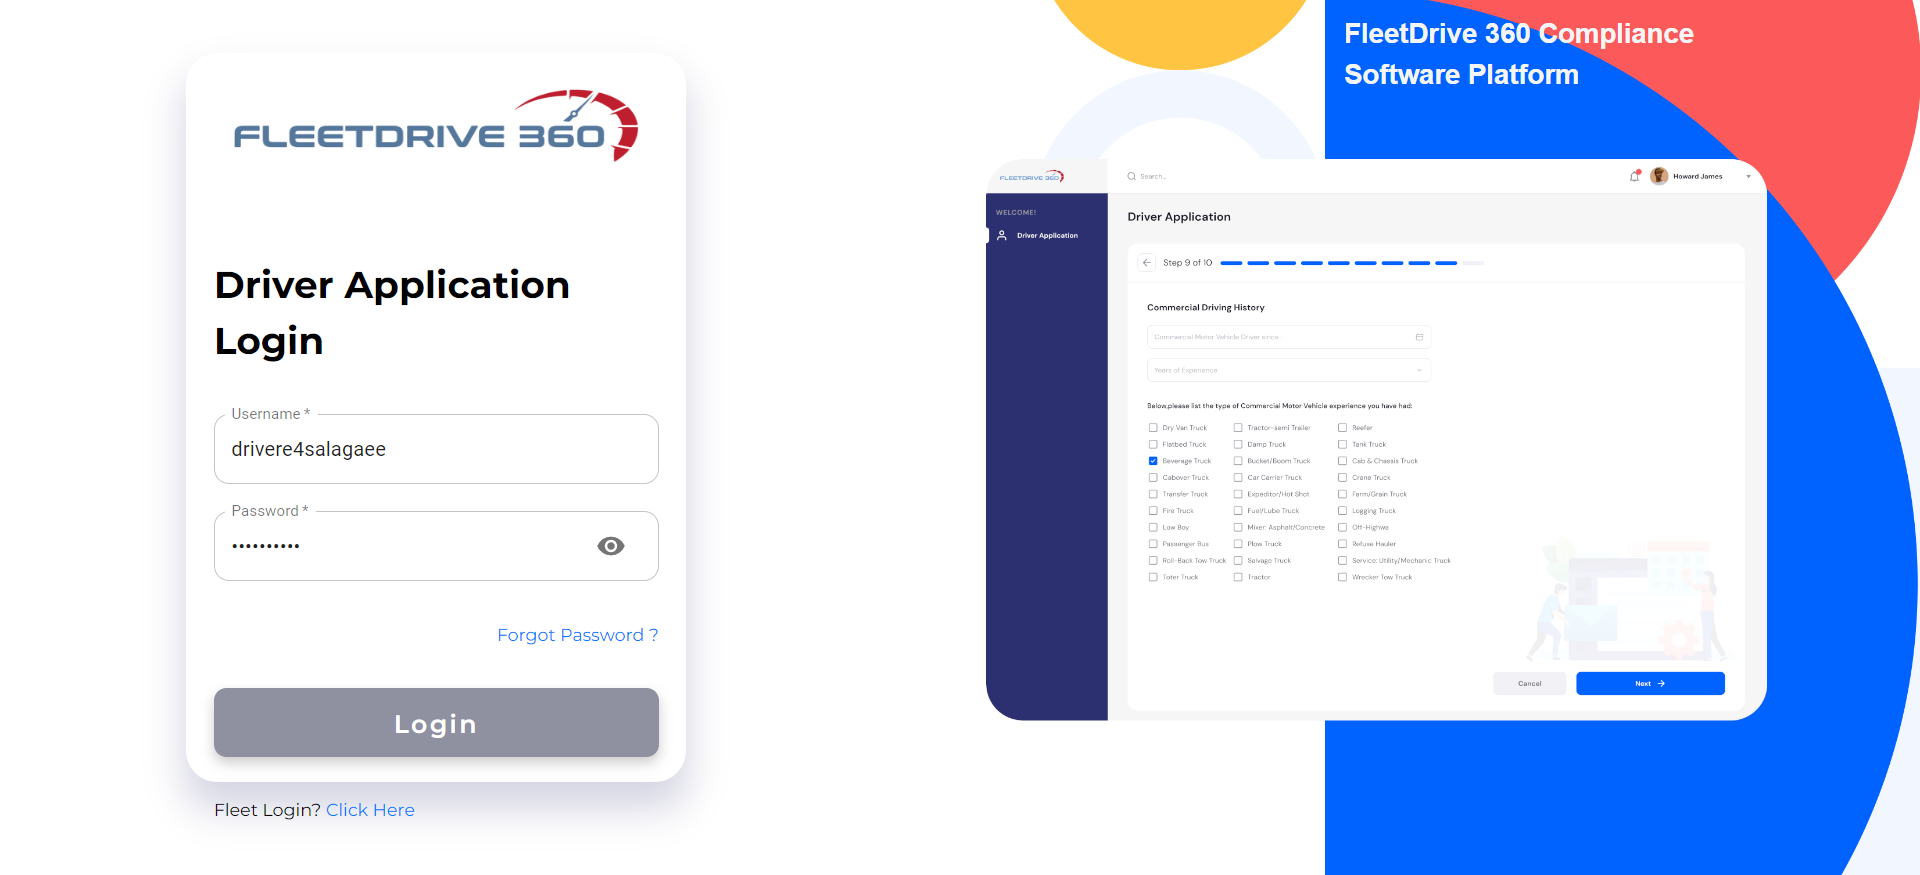 FLEETDRIVE 360
Driver Application
Login
Username *
drivere4salagaee
Password *
••••••••••
Forgot Password ?
Login
Fleet Login? Click Here
FleetDrive 360 Compliance
Software Platform
FLEETDRIVE 360
Search...
Howard James
WELCOME!
Driver Application
Driver Application
Step 9 of 10
Commercial Driving History
Commercial Motor Vehicle Driver since :
Years of Experience
Below,please list the type of Commercial Motor Vehicle experience you have had:
Dry Van Truck Tractor-semi Trailer Reefer
Flatbed Truck Damp Truck Tank Truck
Beverage Truck Bucket/Boom Truck Cab & Chassis Truck
Cabover Truck Car Carrier Truck Crane Truck
Transfer Truck Expeditor/Hot Shot Farm/Grain Truck
Fire Truck Fuel/Lube Truck Logging Truck
Low Boy Mixer: Asphalt/Concrete Off-Highwa
Passenger Bus Plow Truck Refuse Hauler
Roll-Back Tow Truck Salvage Truck Service: Utility/Mechanic Truck
Toter Truck Tractor Wrecker Tow Truck
Cancel Next